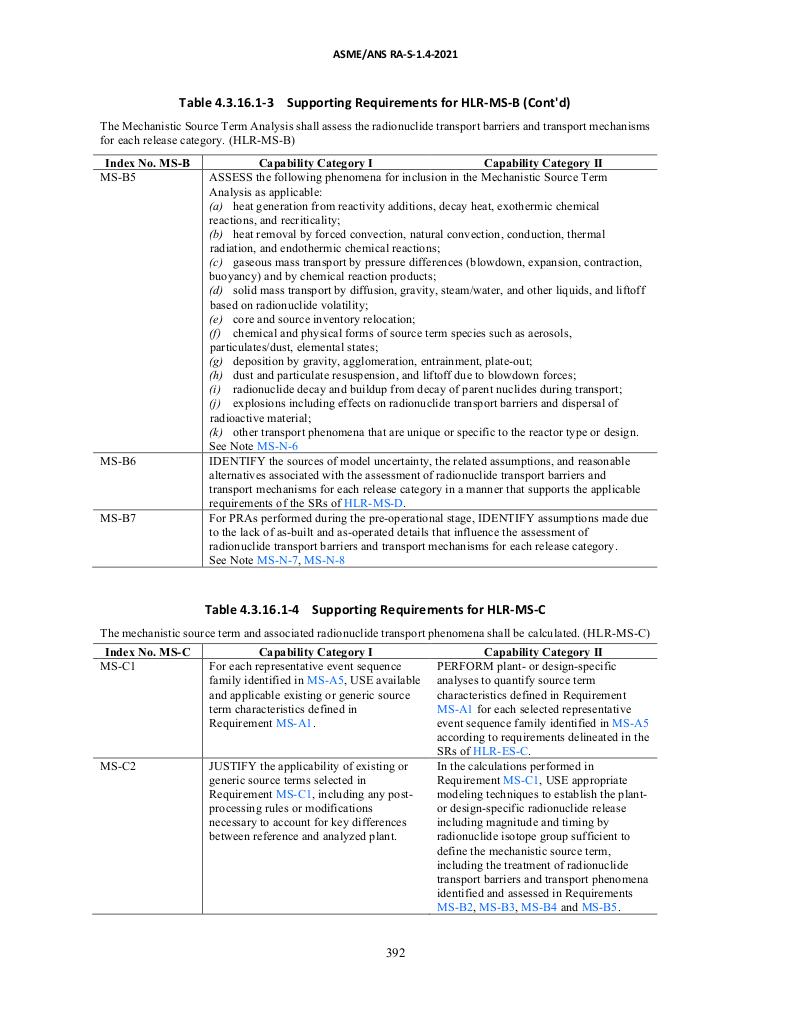 ASME/ANS RA-S-1.4-2021
Table 4.3.16.1-3 Supporting Requirements for HLR-MS-B (Cont'd)
The Mechanistic Source Term Analysis shall assess the radionuclide transport barriers and transport mechanisms
for each release category. (HLR-MS-B)
Index No. MS-B Capability Category I Capability Category II
MS-B5 ASSESS the following phenomena for inclusion in the Mechanistic Source Term
Analysis as applicable:
(a) heat generation from reactivity additions, decay heat, exothermic chemical
reactions, and recriticality;
(b) heat removal by forced convection, natural convection, conduction, thermal
radiation, and endothermic chemical reactions;
(c) gaseous mass transport by pressure differences (blowdown, expansion, contraction,
buoyancy) and by chemical reaction products;
(d) solid mass transport by diffusion, gravity, steam/water, and other liquids, and liftoff
based on radionuclide volatility;
(e) core and source inventory relocation;
(f) chemical and physical forms of source term species such as aerosols,
particulates/dust, elemental states;
(g) deposition by gravity, agglomeration, entrainment, plate-out;
(h) dust and particulate resuspension, and liftoff due to blowdown forces;
(i) radionuclide decay and buildup from decay of parent nuclides during transport;
(j) explosions including effects on radionuclide transport barriers and dispersal of
radioactive material;
(k) other transport phenomena that are unique or specific to the reactor type or design.
See Note MS-N-6
MS-B6 IDENTIFY the sources of model uncertainty, the related assumptions, and reasonable
alternatives associated with the assessment of radionuclide transport barriers and
transport mechanisms for each release category in a manner that supports the applicable
requirements of the SRs of HLR-MS-D.
MS-B7 For PRAs performed during the pre-operational stage, IDENTIFY assumptions made due
to the lack of as-built and as-operated details that influence the assessment of
radionuclide transport barriers and transport mechanisms for each release category.
See Note MS-N-7, MS-N-8
Table 4.3.16.1-4 Supporting Requirements for HLR-MS-C
The mechanistic source term and associated radionuclide transport phenomena shall be calculated. (HLR-MS-C)
Index No. MS-C Capability Category I Capability Category II
MS-C1
For each representative event sequence
family identified in MS-A5, USE available
and applicable existing or generic source
term characteristics defined in
Requirement MS-A1.
PERFORM plant- or design-specific
analyses to quantify source term
characteristics defined in Requirement
MS-A1 for each selected representative
event sequence family identified in MS-A5
according to requirements delineated in the
SRs of HLR-ES-C.
MS-C2
JUSTIFY the applicability of existing or
generic source terms selected in
Requirement MS-C1, including any post-
processing rules or modifications
necessary to account for key differences
between reference and analyzed plant.
In the calculations performed in
Requirement MS-C1, USE appropriate
modeling techniques to establish the plant-
or design-specific radionuclide release
including magnitude and timing by
radionuclide isotope group sufficient to
define the mechanistic source term,
including the treatment of radionuclide
transport barriers and transport phenomena
identified and assessed in Requirements
MS-B2, MS-B3, MS-B4 and MS-B5.
392